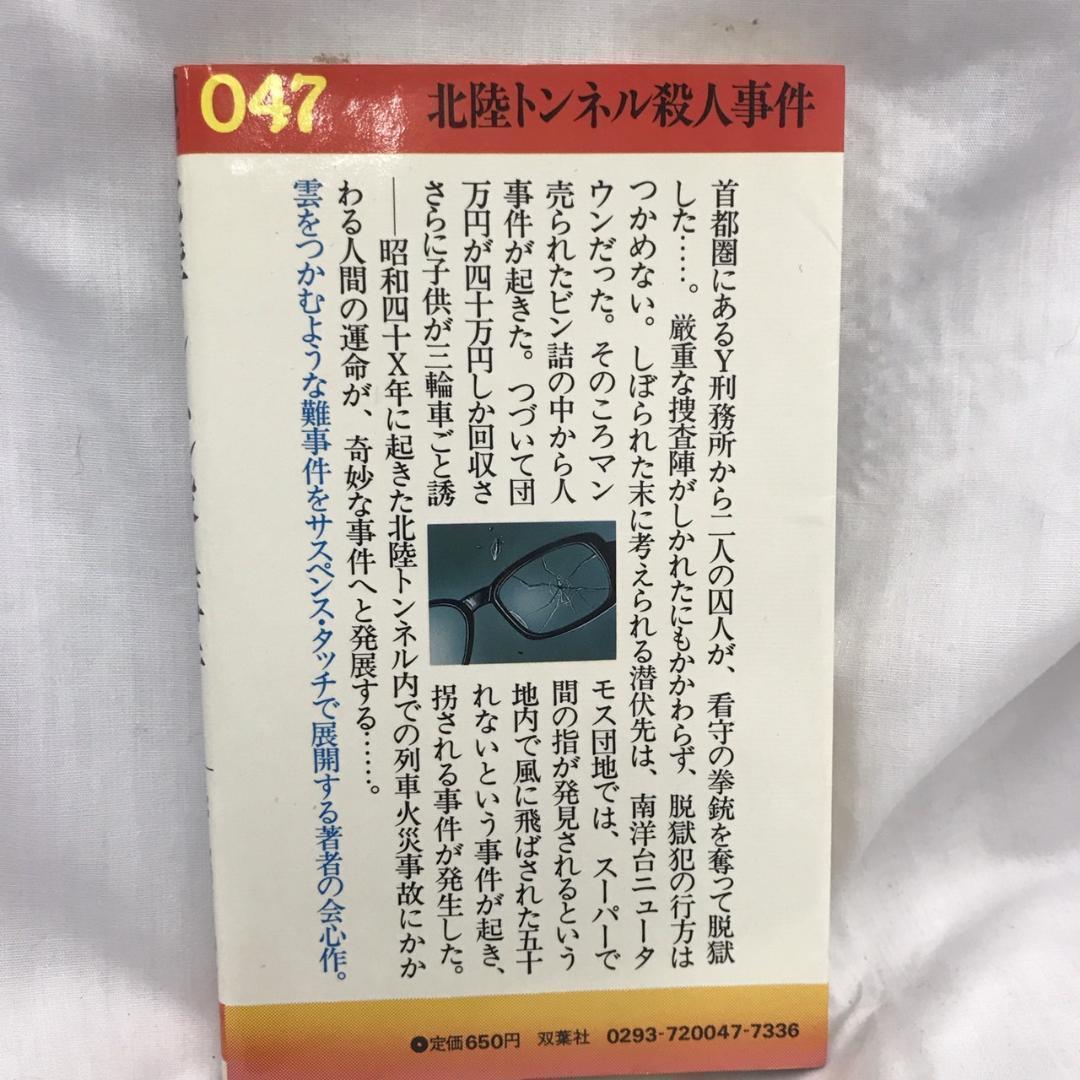 047
北陸トンネル殺人事件
首都圏にあるY刑務所から二人の囚人が、看守の拳銃を奪って脱獄
した……。厳重な捜査陣がしかれたにもかかわらず、脱獄犯の行方は
つかめない。しぼられた末に考えられる潜伏先は、南洋台ニュータ
ウンだった。そのころマンモス団地では、スーパーで
売られたビン詰の中から人間の指が発見されるという
事件が起きた。つづいて団地内で風に飛ばされた五十
万円が四十万円しか回収されないという事件が起き、
さらに子供が三輪車ごと誘拐される事件が発生した。
――昭和四十X年に起きた北陸トンネル内での列車火災事故にかか
わる人間の運命が、奇妙な事件へと発展する……。
雲をつかむような難事件をサスペンス・タッチで展開する著者の会心作。
定価650円 双葉社 0293-720047-7336